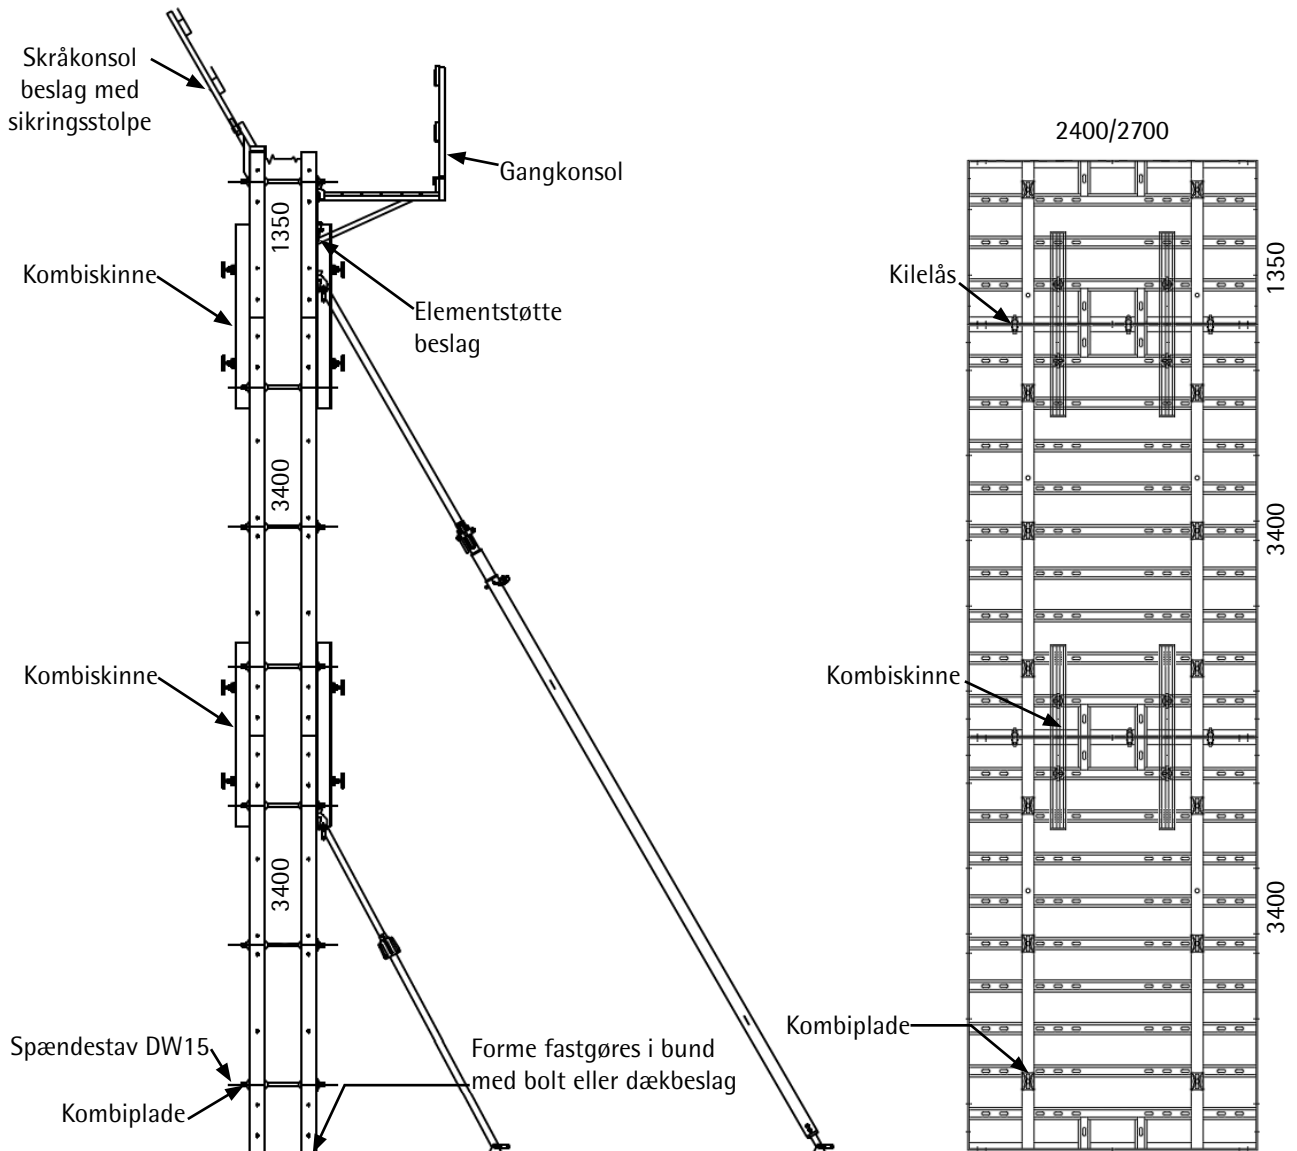 Skråkonsol
beslag med
sikringsstolpe
Gangkonsol
1350
Kombiskinne
Elementstøtte
beslag
3400
Kombiskinne
3400
Spændestav DW15
Kombiplade
Forme fastgøres i bund
med bolt eller dækbeslag
2400/2700
Kilelås
1350
3400
Kombiskinne
3400
Kombiplade